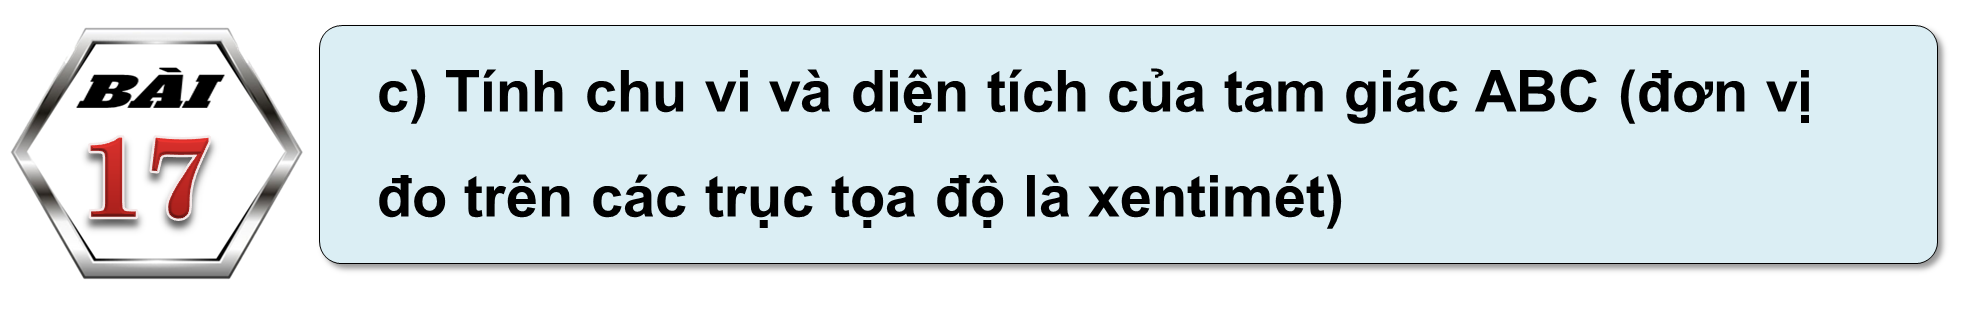 BÀI
17
c) Tính chu vi và diện tích của tam giác ABC (đơn vị
đo trên các trục tọa độ là xentimét)